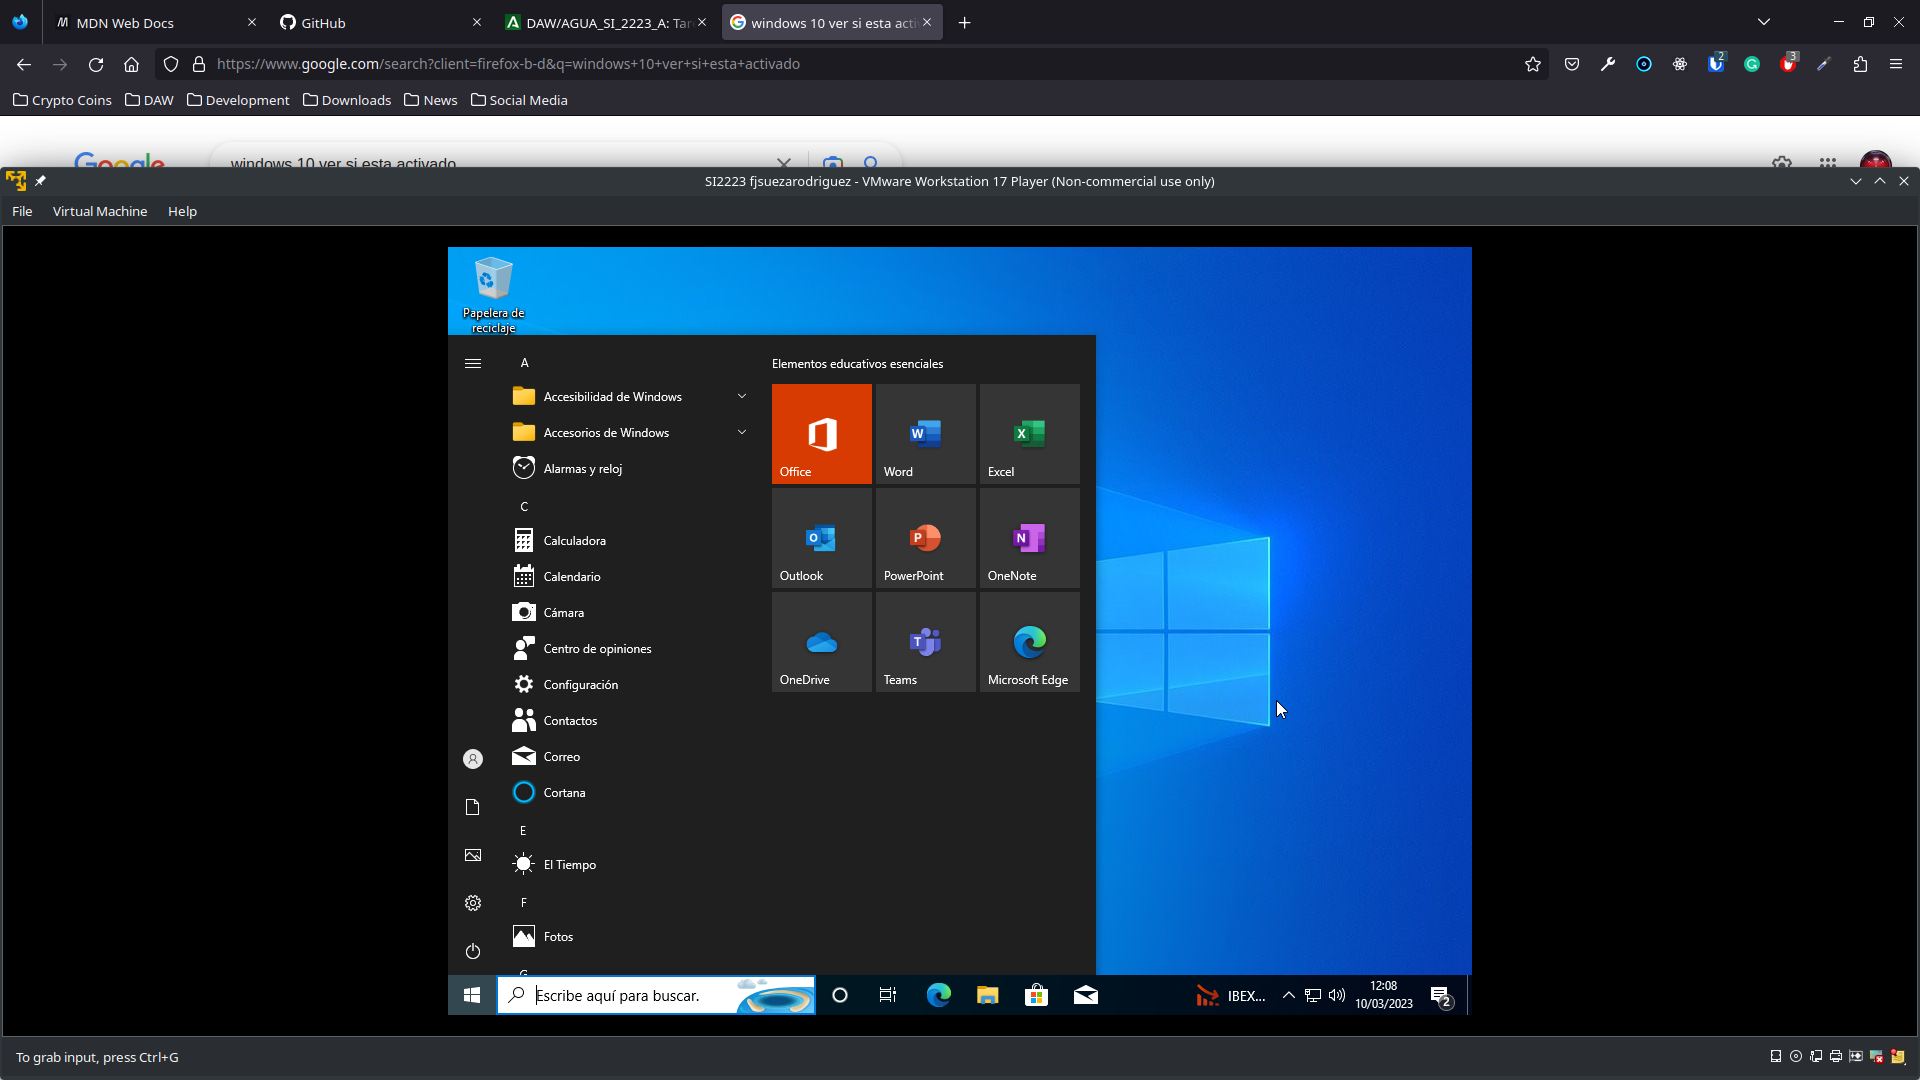 MDN Web Docs
GitHub
DAW/AGUA_SI_2223_A: Tar
windows 10 ver si esta acti
https://www.google.com/search?client=firefox-b-d&q=windows+10+ver+si+esta+activado
2
3
Crypto Coins
DAW
Development
Downloads
News
Social Media
Google
windows 10 ver si esta activado
SI2223 fjsuezarodriguez - VMware Workstation 17 Player (Non-commercial use only)
File
Virtual Machine
Help
Papelera de
reciclaje
A
Accesibilidad de Windows
Accesorios de Windows
Alarmas y reloj
C
Calculadora
Calendario
Cámara
Centro de opiniones
Configuración
Contactos
Correo
Cortana
E
El Tiempo
F
Fotos
G
Elementos educativos esenciales
Office
Word
Excel
Outlook
PowerPoint
OneNote
OneDrive
Teams
Microsoft Edge
Escribe aquí para buscar.
IBEX...
12:08
10/03/2023
2
To grab input, press Ctrl+G